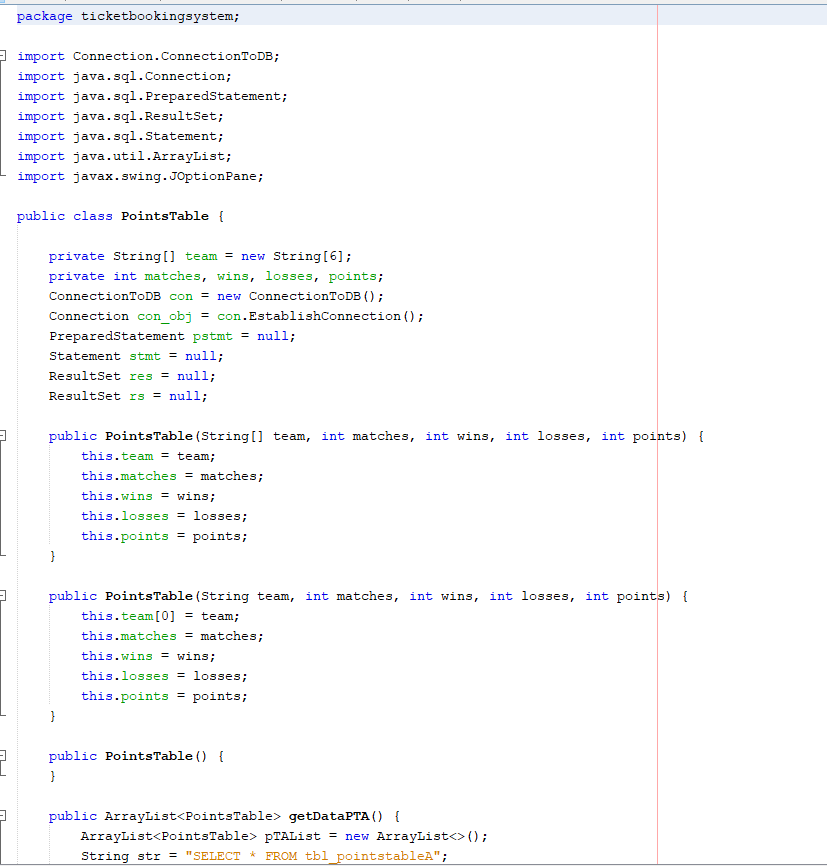 package ticketbookingsystem;
import Connection.ConnectionToDB;
import java.sql.Connection;
import java.sql.PreparedStatement;
import java.sql.ResultSet;
import java.sql.Statement;
import java.util.ArrayList;
import javax.swing.JOptionPane;
public class PointsTable {
private String[] team = new String[6];
private int matches, wins, losses, points;
ConnectionToDB con = new ConnectionToDB();
Connection con_obj = con.EstablishConnection();
PreparedStatement pstmt = null;
Statement stmt = null;
ResultSet res = null;
ResultSet rs = null;
public PointsTable(String[] team, int matches, int wins, int losses, int points) {
this.team = team;
this.matches = matches;
this.wins = wins;
this.losses = losses;
this.points = points;
}
public PointsTable(String team, int matches, int wins, int losses, int points) {
this.team[0] = team;
this.matches = matches;
this.wins = wins;
this.losses = losses;
this.points = points;
}
public PointsTable() {
}
public ArrayList<PointsTable> getDataPTA() {
ArrayList<PointsTable> pTAList = new ArrayList<>();
String str = "SELECT * FROM tbl_pointstableA";